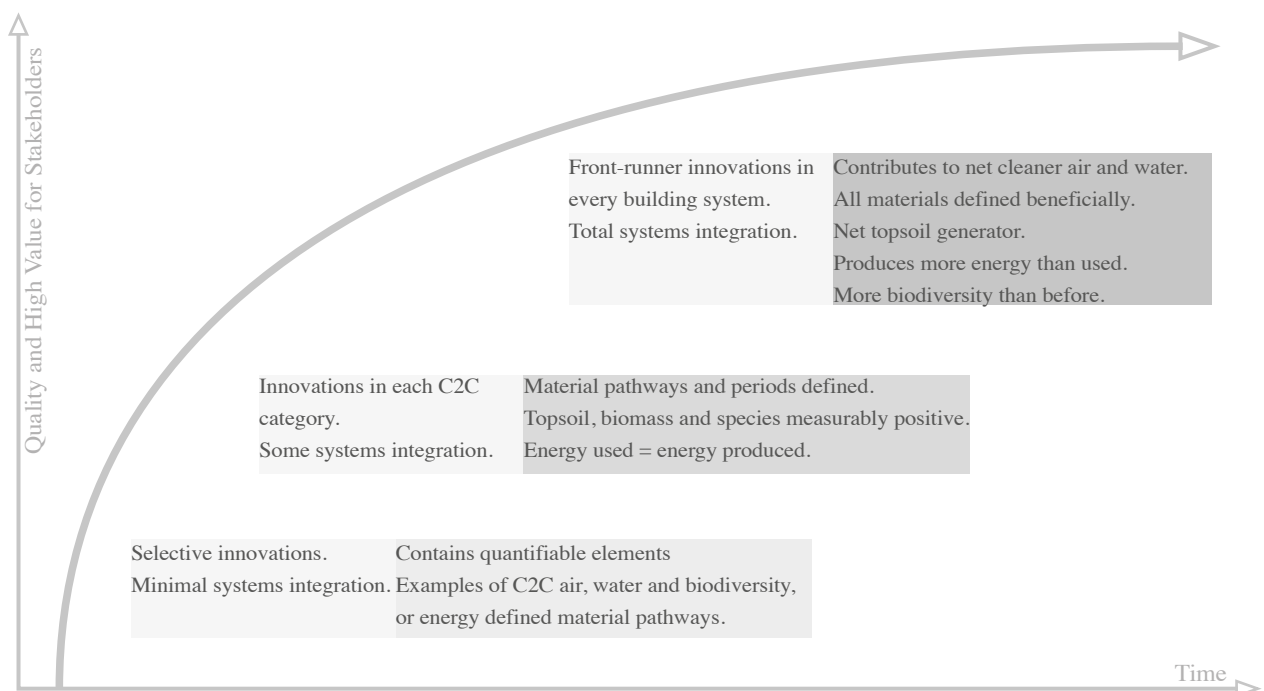 Quality and High Value for Stakeholders
Front-runner innovations in
every building system.
Total systems integration.
Contributes to net cleaner air and water.
All materials defined beneficially.
Net topsoil generator.
Produces more energy than used.
More biodiversity than before.
Innovations in each C2C
category.
Some systems integration.
Material pathways and periods defined.
Topsoil, biomass and species measurably positive.
Energy used = energy produced.
Selective innovations.
Minimal systems integration.
Contains quantifiable elements
Examples of C2C air, water and biodiversity,
or energy defined material pathways.
Time